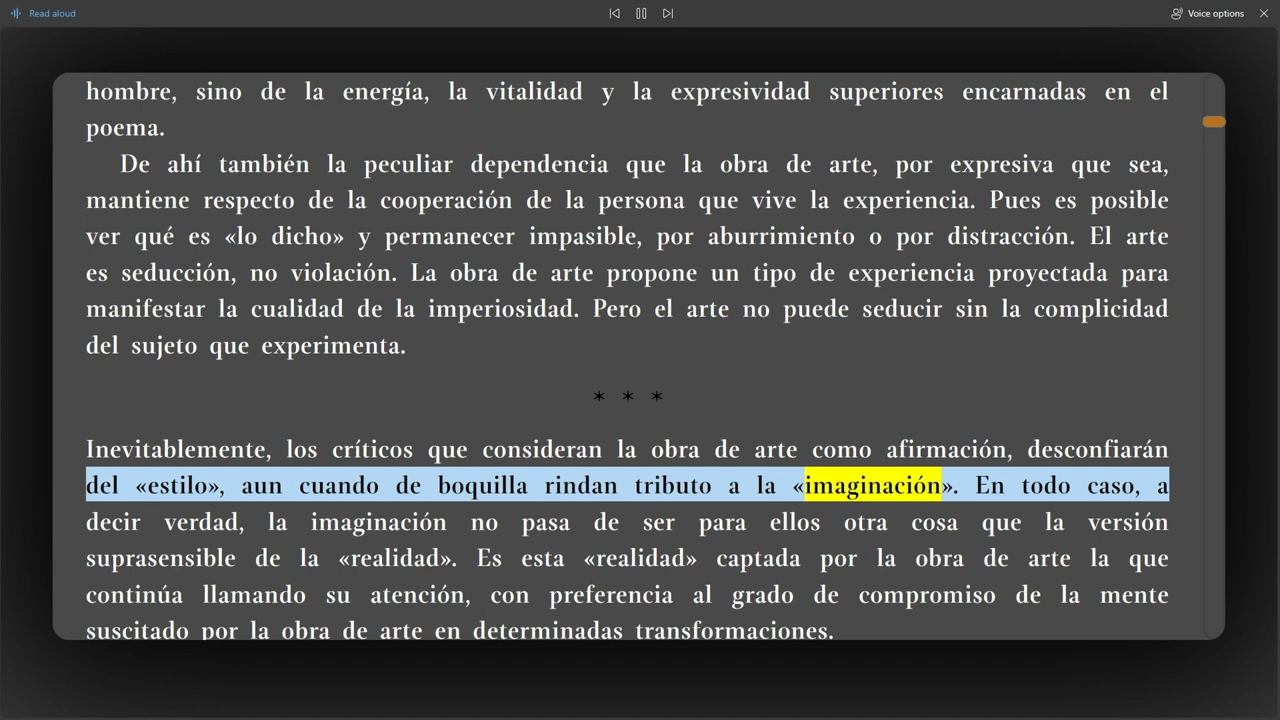 Read aloud
Voice options
hombre, sino de la energía, la vitalidad y la expresividad superiores encarnadas en el
poema.
De ahí también la peculiar dependencia que la obra de arte, por expresiva que sea,
mantiene respecto de la cooperación de la persona que vive la experiencia. Pues es posible
ver qué es «lo dicho» y permanecer impasible, por aburrimiento o por distracción. El arte
es seducción, no violación. La obra de arte propone un tipo de experiencia proyectada para
manifestar la cualidad de la imperiosidad. Pero el arte no puede seducir sin la complicidad
del sujeto que experimenta.
* * *
Inevitablemente, los críticos que consideran la obra de arte como afirmación, desconfiarán
del «estilo», aun cuando de boquilla rindan tributo a la «imaginación». En todo caso, a
decir verdad, la imaginación no pasa de ser para ellos otra cosa que la versión
suprasensible de la «realidad». Es esta «realidad» captada por la obra de arte la que
continúa llamando su atención, con preferencia al grado de compromiso de la mente
suscitado por la obra de arte en determinadas transformaciones.